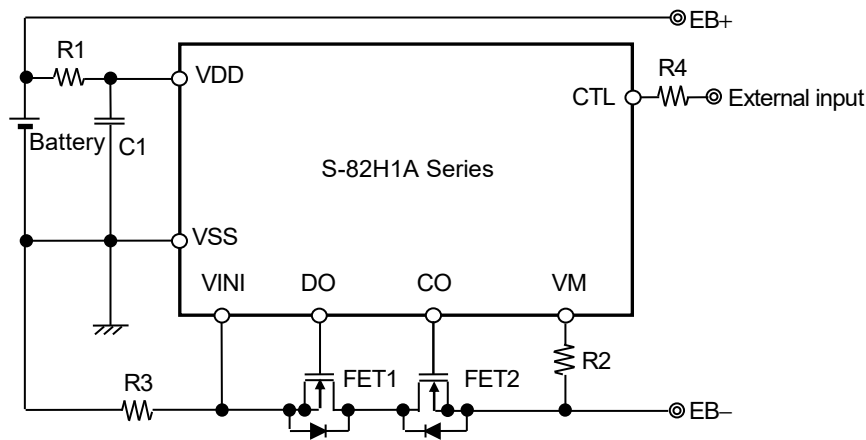 EB+
R1
VDD
R4
CTL
External input
Battery
C1
S-82H1A Series
VSS
VINI
DO
CO
VM
R2
R3
FET1
FET2
EB−